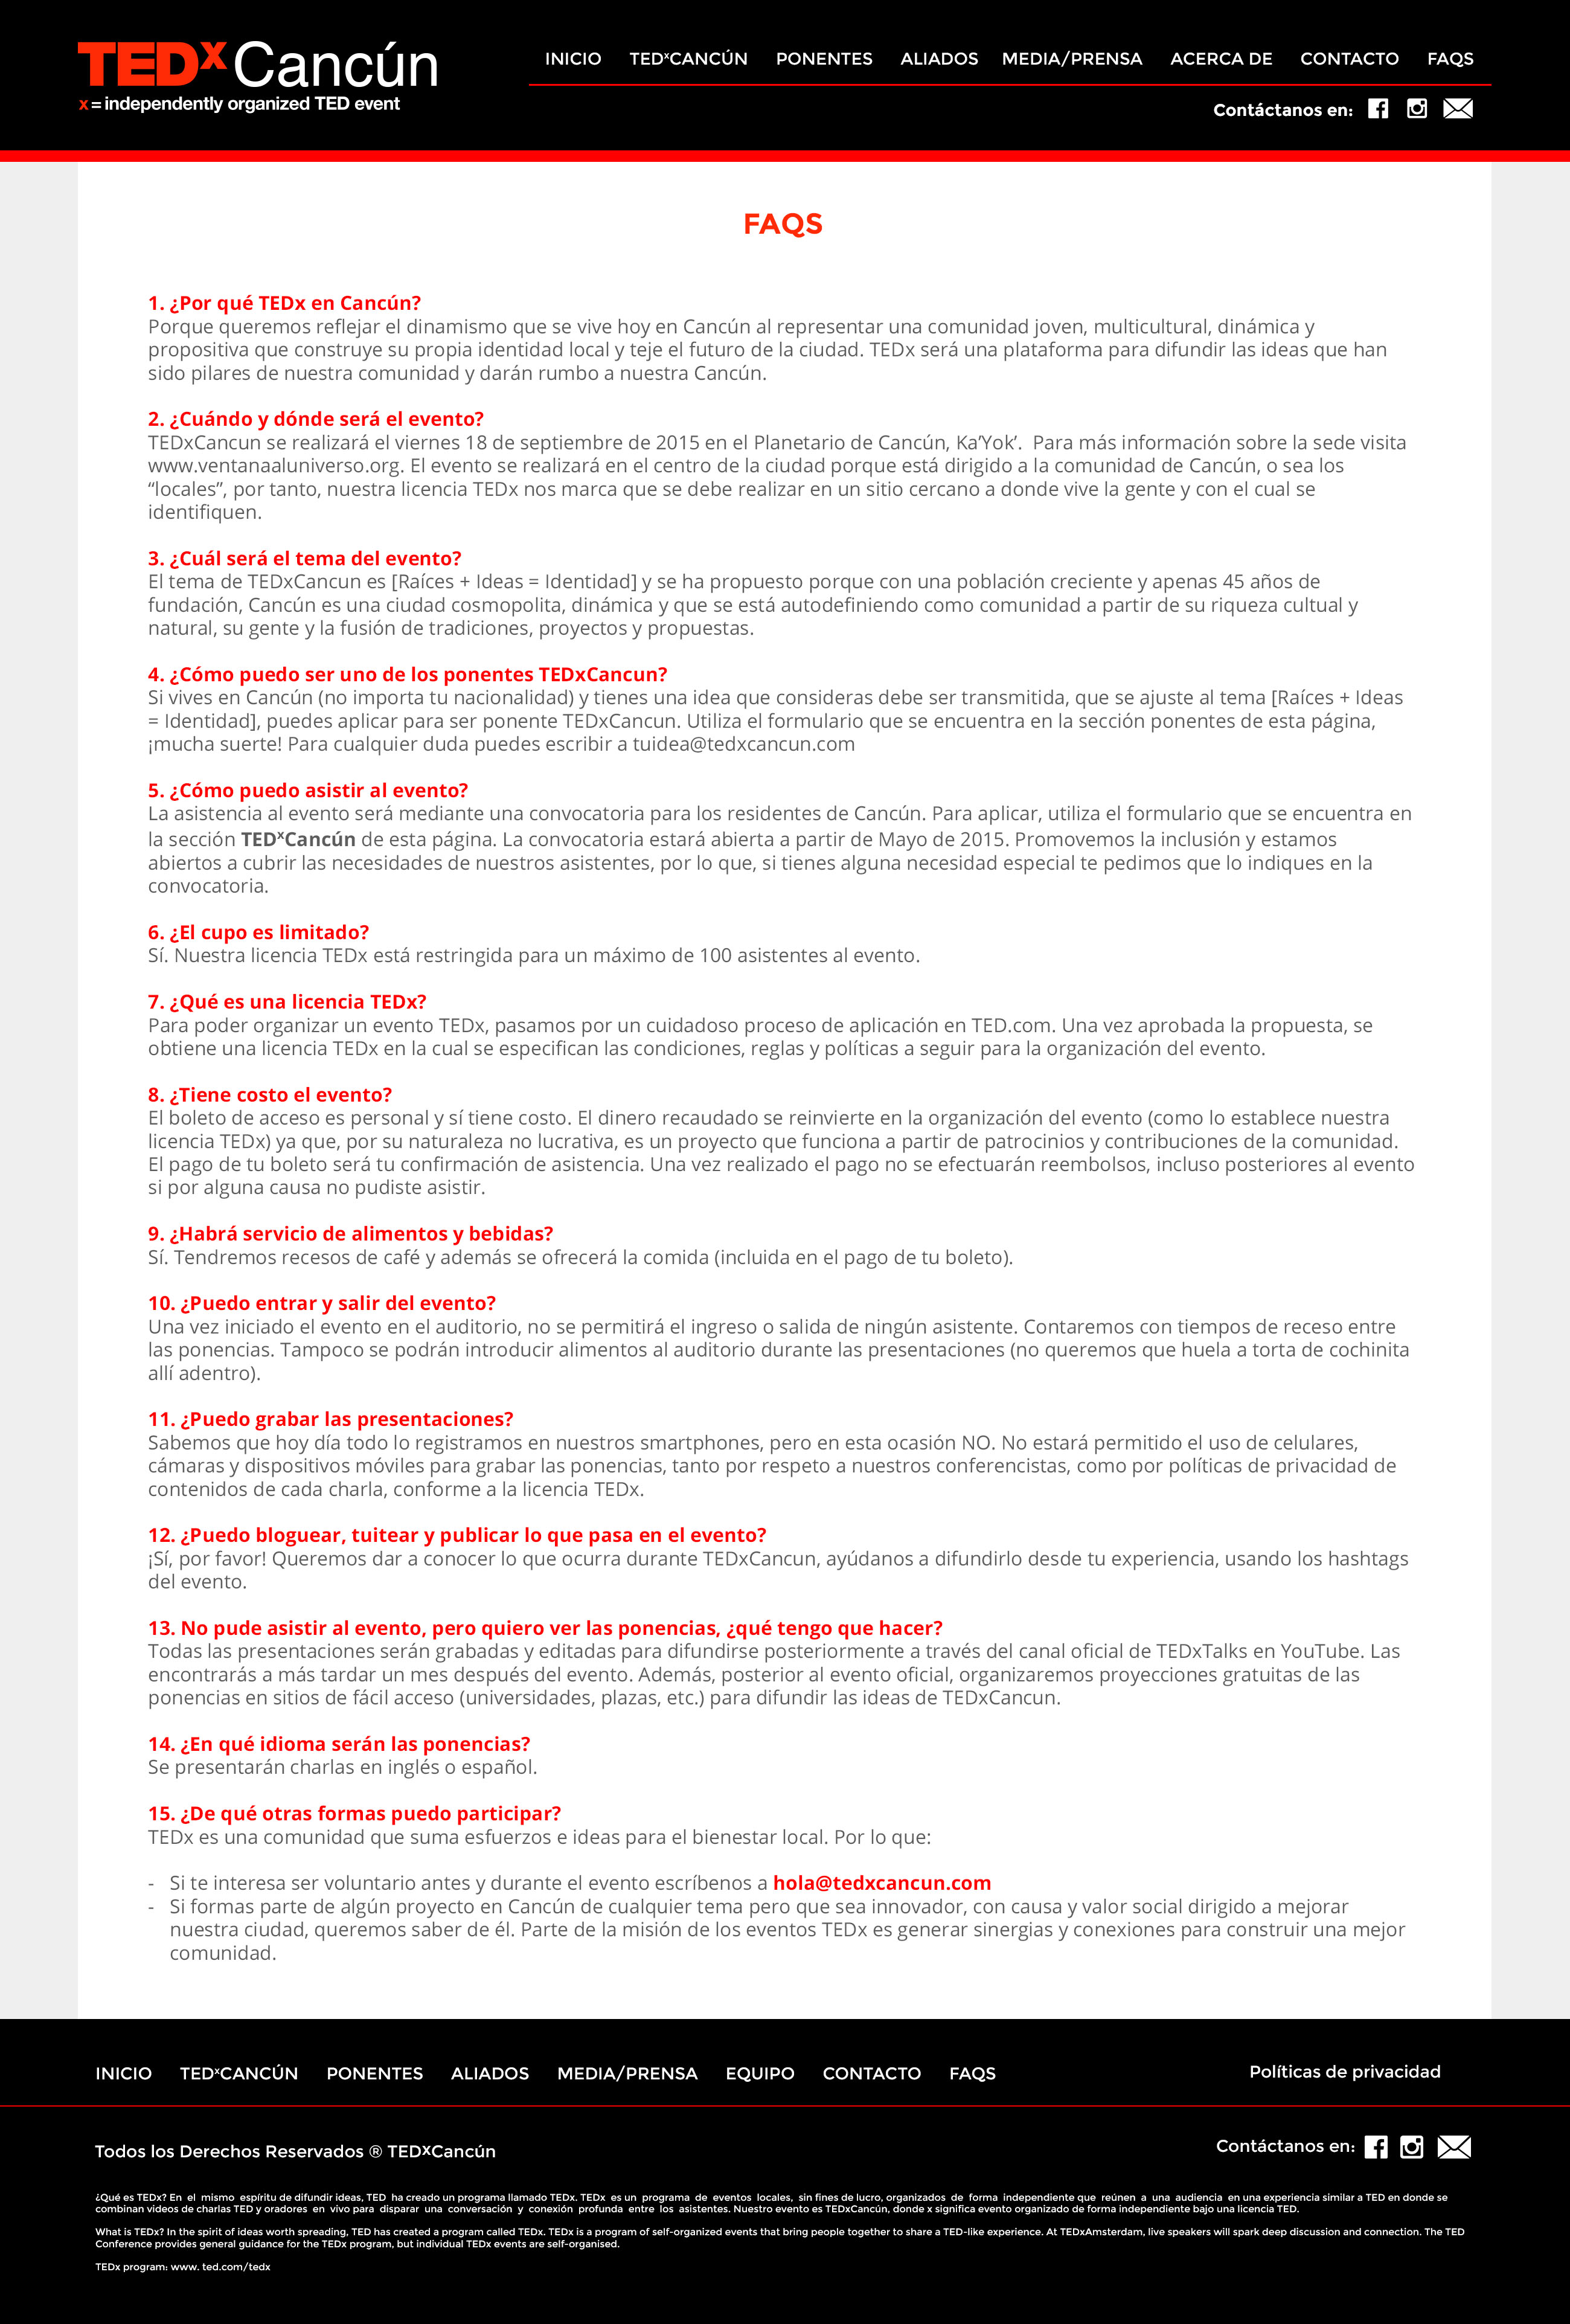 TEDxCancún
x = independently organized TED event
INICIO TEDxCANCÚN PONENTES ALIADOS MEDIA/PRENSA ACERCA DE CONTACTO FAQS
Contáctanos en:
FAQS
1. ¿Por qué TEDx en Cancún?
Porque queremos reflejar el dinamismo que se vive hoy en Cancún al representar una comunidad joven, multicultural, dinámica y
propositiva que construye su propia identidad local y teje el futuro de la ciudad. TEDx será una plataforma para difundir las ideas que han
sido pilares de nuestra comunidad y darán rumbo a nuestra Cancún.
2. ¿Cuándo y dónde será el evento?
TEDxCancun se realizará el viernes 18 de septiembre de 2015 en el Planetario de Cancún, Ka’Yok’. Para más información sobre la sede visita
www.ventanaaluniverso.org. El evento se realizará en el centro de la ciudad porque está dirigido a la comunidad de Cancún, o sea los
“locales”, por tanto, nuestra licencia TEDx nos marca que se debe realizar en un sitio cercano a donde vive la gente y con el cual se
identifiquen.
3. ¿Cuál será el tema del evento?
El tema de TEDxCancun es [Raíces + Ideas = Identidad] y se ha propuesto porque con una población creciente y apenas 45 años de
fundación, Cancún es una ciudad cosmopolita, dinámica y que se está autodefiniendo como comunidad a partir de su riqueza cultual y
natural, su gente y la fusión de tradiciones, proyectos y propuestas.
4. ¿Cómo puedo ser uno de los ponentes TEDxCancun?
Si vives en Cancún (no importa tu nacionalidad) y tienes una idea que consideras debe ser transmitida, que se ajuste al tema [Raíces + Ideas
= Identidad], puedes aplicar para ser ponente TEDxCancun. Utiliza el formulario que se encuentra en la sección ponentes de esta página,
¡mucha suerte! Para cualquier duda puedes escribir a tuidea@tedxcancun.com
5. ¿Cómo puedo asistir al evento?
La asistencia al evento será mediante una convocatoria para los residentes de Cancún. Para aplicar, utiliza el formulario que se encuentra en
la sección TEDxCancún de esta página. La convocatoria estará abierta a partir de Mayo de 2015. Promovemos la inclusión y estamos
abiertos a cubrir las necesidades de nuestros asistentes, por lo que, si tienes alguna necesidad especial te pedimos que lo indiques en la
convocatoria.
6. ¿El cupo es limitado?
Sí. Nuestra licencia TEDx está restringida para un máximo de 100 asistentes al evento.
7. ¿Qué es una licencia TEDx?
Para poder organizar un evento TEDx, pasamos por un cuidadoso proceso de aplicación en TED.com. Una vez aprobada la propuesta, se
obtiene una licencia TEDx en la cual se especifican las condiciones, reglas y políticas a seguir para la organización del evento.
8. ¿Tiene costo el evento?
El boleto de acceso es personal y sí tiene costo. El dinero recaudado se reinvierte en la organización del evento (como lo establece nuestra
licencia TEDx) ya que, por su naturaleza no lucrativa, es un proyecto que funciona a partir de patrocinios y contribuciones de la comunidad.
El pago de tu boleto será tu confirmación de asistencia. Una vez realizado el pago no se efectuarán reembolsos, incluso posteriores al evento
si por alguna causa no pudiste asistir.
9. ¿Habrá servicio de alimentos y bebidas?
Sí. Tendremos recesos de café y además se ofrecerá la comida (incluida en el pago de tu boleto).
10. ¿Puedo entrar y salir del evento?
Una vez iniciado el evento en el auditorio, no se permitirá el ingreso o salida de ningún asistente. Contaremos con tiempos de receso entre
las ponencias. Tampoco se podrán introducir alimentos al auditorio durante las presentaciones (no queremos que huela a torta de cochinita
allí adentro).
11. ¿Puedo grabar las presentaciones?
Sabemos que hoy día todo lo registramos en nuestros smartphones, pero en esta ocasión NO. No estará permitido el uso de celulares,
cámaras y dispositivos móviles para grabar las ponencias, tanto por respeto a nuestros conferencistas, como por políticas de privacidad de
contenidos de cada charla, conforme a la licencia TEDx.
12. ¿Puedo bloguear, tuitear y publicar lo que pasa en el evento?
¡Sí, por favor! Queremos dar a conocer lo que ocurra durante TEDxCancun, ayúdanos a difundirlo desde tu experiencia, usando los hashtags
del evento.
13. No pude asistir al evento, pero quiero ver las ponencias, ¿qué tengo que hacer?
Todas las presentaciones serán grabadas y editadas para difundirse posteriormente a través del canal oficial de TEDxTalks en YouTube. Las
encontrarás a más tardar un mes después del evento. Además, posterior al evento oficial, organizaremos proyecciones gratuitas de las
ponencias en sitios de fácil acceso (universidades, plazas, etc.) para difundir las ideas de TEDxCancun.
14. ¿En qué idioma serán las ponencias?
Se presentarán charlas en inglés o español.
15. ¿De qué otras formas puedo participar?
TEDx es una comunidad que suma esfuerzos e ideas para el bienestar local. Por lo que:
- Si te interesa ser voluntario antes y durante el evento escríbenos a hola@tedxcancun.com
- Si formas parte de algún proyecto en Cancún de cualquier tema pero que sea innovador, con causa y valor social dirigido a mejorar
nuestra ciudad, queremos saber de él. Parte de la misión de los eventos TEDx es generar sinergias y conexiones para construir una mejor
comunidad.
INICIO TEDxCANCÚN PONENTES ALIADOS MEDIA/PRENSA EQUIPO CONTACTO FAQS
Políticas de privacidad
Todos los Derechos Reservados ® TEDxCancún
Contáctanos en:
¿Qué es TEDx? En el mismo espíritu de difundir ideas, TED ha creado un programa llamado TEDx. TEDx es un programa de eventos locales, sin fines de lucro, organizados de forma independiente que reúnen a una audiencia en una experiencia similar a TED en donde se
combinan videos de charlas TED y oradores en vivo para disparar una conversación y conexión profunda entre los asistentes. Nuestro evento es TEDxCancún, donde x significa evento organizado de forma independiente bajo una licencia TED.
What is TEDx? In the spirit of ideas worth spreading, TED has created a program called TEDx. TEDx is a program of self-organized events that bring people together to share a TED-like experience. At TEDxAmsterdam, live speakers will spark deep discussion and connection. The TED
Conference provides general guidance for the TEDx program, but individual TEDx events are self-organised.
TEDx program: www. ted.com/tedx